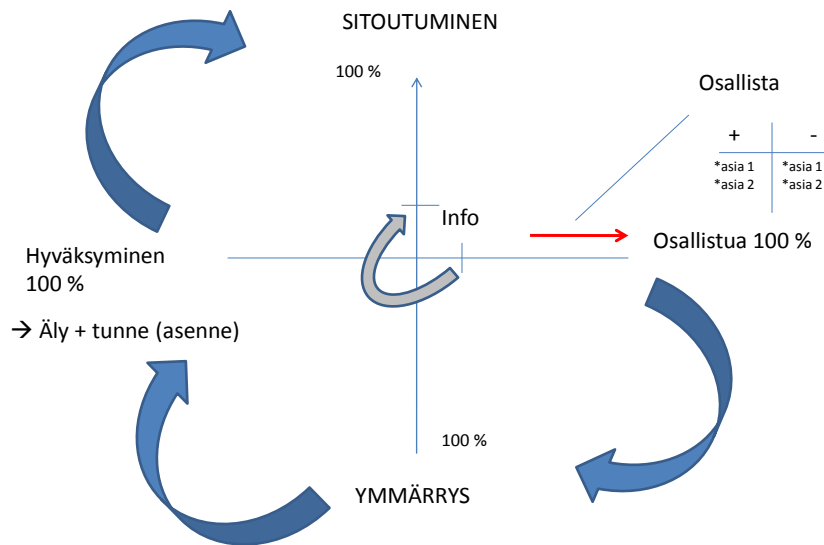 SITOUTUMINEN
100 %
Osallista
+ -
*asia 1 *asia 1
*asia 2 *asia 2
Info
Osallistua 100 %
Hyväksyminen
100 %
→ Äly + tunne (asenne)
100 %
YMMÄRRYS